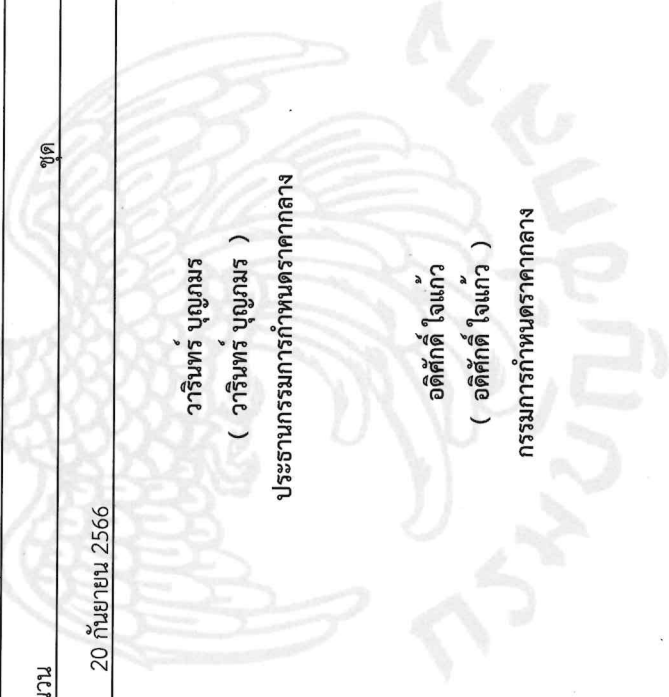 ชุด
20 กันยายน 2566
วารินทร์ บุญภมร
( วารินทร์ บุญภมร )
ประธานกรรมการกำหนดราคากลาง
อดิศักดิ์ ใจแก้ว
( อดิศักดิ์ ใจแก้ว )
กรรมการกำหนดราคากลาง